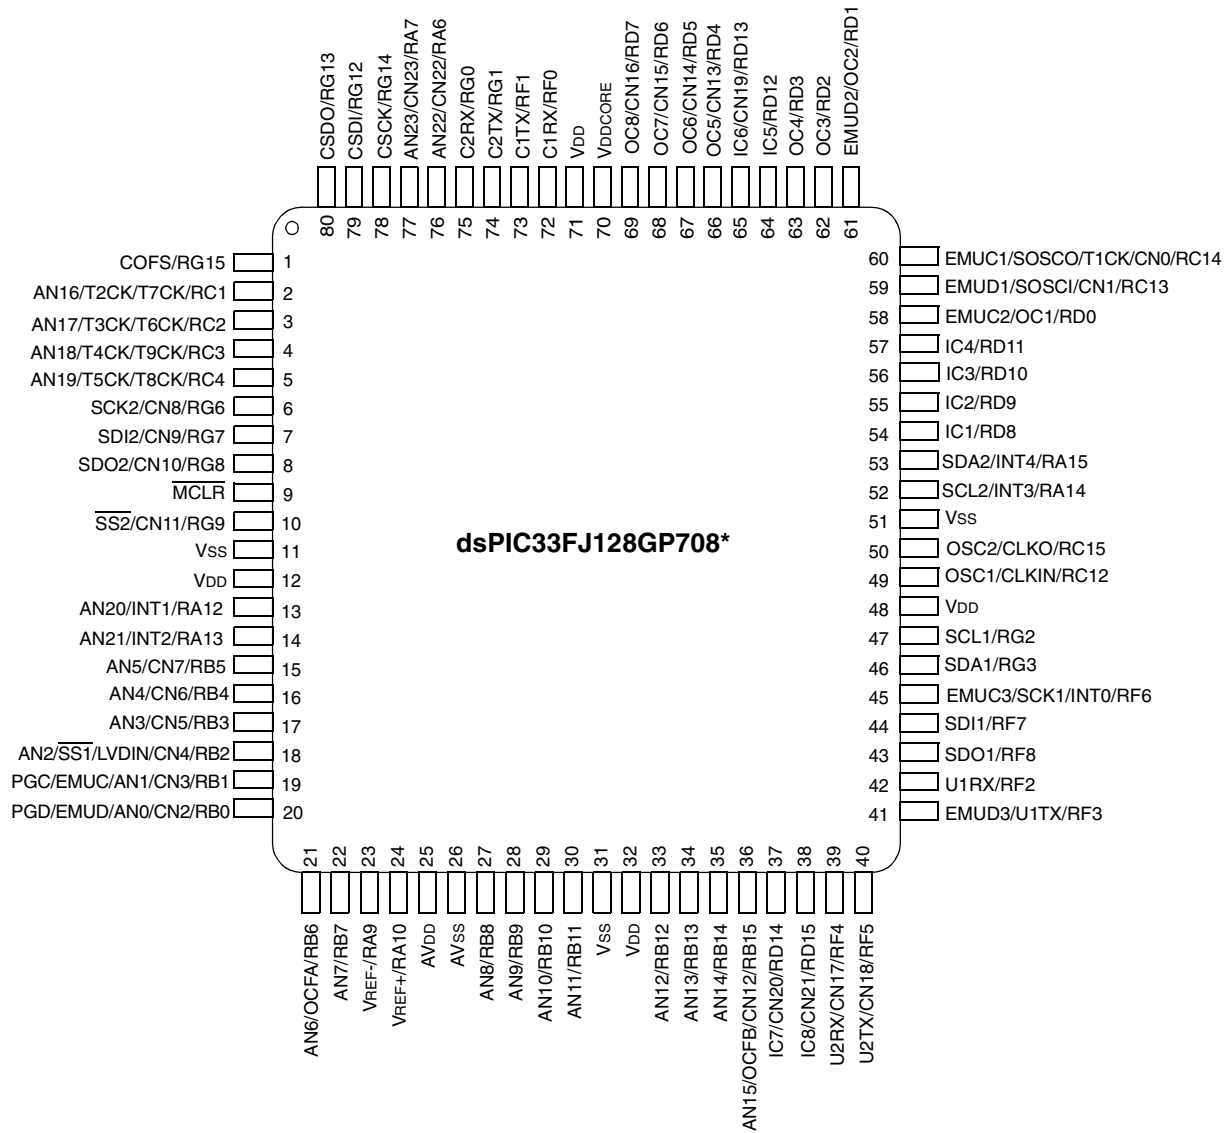 CSDO/RG13
CSDI/RG12
CSCK/RG14
AN23/CN23/RA7
AN22/CN22/RA6
C2RX/RG0
C2TX/RG1
C1TX/RF1
C1RX/RF0
VDD
VDDCORE
OC8/CN16/RD7
OC7/CN15/RD6
OC6/CN14/RD5
OC5/CN13/RD4
IC6/CN19/RD13
IC5/RD12
OC4/RD3
OC3/RD2
EMUD2/OC2/RD1
80
79
78
77
76
75
74
73
72
71
70
69
68
67
66
65
64
63
62
61
COFS/RG15 1
AN16/T2CK/T7CK/RC1 2
AN17/T3CK/T6CK/RC2 3
AN18/T4CK/T9CK/RC3 4
AN19/T5CK/T8CK/RC4 5
SCK2/CN8/RG6 6
SDI2/CN9/RG7 7
SDO2/CN10/RG8 8
MCLR 9
SS2/CN11/RG9 10
VSS 11
VDD 12
AN20/INT1/RA12 13
AN21/INT2/RA13 14
AN5/CN7/RB5 15
AN4/CN6/RB4 16
AN3/CN5/RB3 17
AN2/SS1/LVDIN/CN4/RB2 18
PGC/EMUC/AN1/CN3/RB1 19
PGD/EMUD/AN0/CN2/RB0 20
dsPIC33FJ128GP708*
60 EMUC1/SOSCO/T1CK/CN0/RC14
59 EMUD1/SOSCI/CN1/RC13
58 EMUC2/OC1/RD0
57 IC4/RD11
56 IC3/RD10
55 IC2/RD9
54 IC1/RD8
53 SDA2/INT4/RA15
52 SCL2/INT3/RA14
51 VSS
50 OSC2/CLKO/RC15
49 OSC1/CLKIN/RC12
48 VDD
47 SCL1/RG2
46 SDA1/RG3
45 EMUC3/SCK1/INT0/RF6
44 SDI1/RF7
43 SDO1/RF8
42 U1RX/RF2
41 EMUD3/U1TX/RF3
21
22
23
24
25
26
27
28
29
30
31
32
33
34
35
36
37
38
39
40
AN6/OCFA/RB6
AN7/RB7
VREF-/RA9
VREF+/RA10
AVDD
AVSS
AN8/RB8
AN9/RB9
AN10/RB10
AN11/RB11
VSS
VDD
AN12/RB12
AN13/RB13
AN14/RB14
AN15/OCFB/CN12/RB15
IC7/CN20/RD14
IC8/CN21/RD15
U2RX/CN17/RF4
U2TX/CN18/RF5